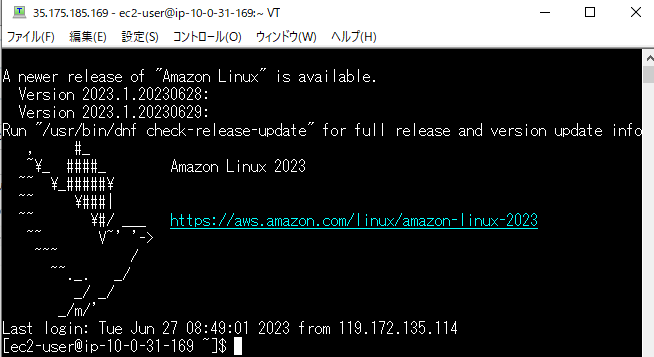 35.175.185.169 - ec2-user@ip-10-0-31-169:~ VT
ファイル(F) 編集(E) 設定(S) コントロール(O) ウィンドウ(W) ヘルプ(H)
A newer release of "Amazon Linux" is available.
  Version 2023.1.20230628:
  Version 2023.1.20230629:
Run "/usr/bin/dnf check-release-update" for full release and version update info
   ,     #_
   ~¥_  ####_        Amazon Linux 2023
  ~~  ¥_#####¥
  ~~     ¥###|
  ~~       ¥#/ ___   https://aws.amazon.com/linux/amazon-linux-2023
   ~~       V~' '->
    ~~~         /
      ~~._.   _/
         _/ _/
       _/m/'
Last login: Tue Jun 27 08:49:01 2023 from 119.172.135.114
[ec2-user@ip-10-0-31-169 ~]$